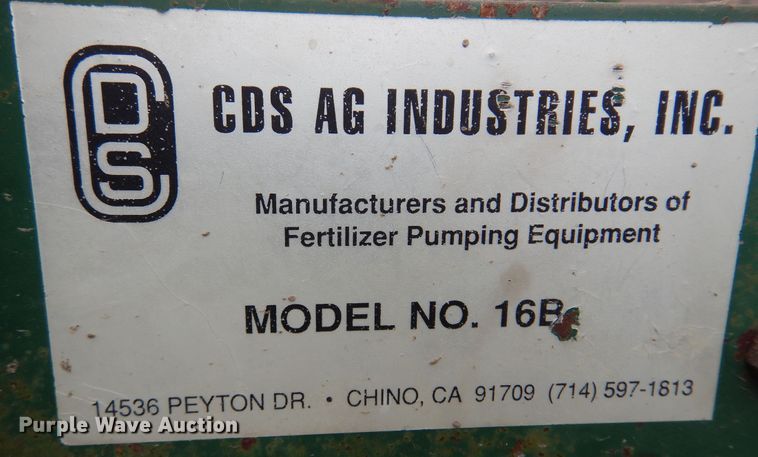 CDS
CDS AG INDUSTRIES, INC.
Manufacturers and Distributors of
Fertilizer Pumping Equipment
MODEL NO. 16B
14536 PEYTON DR. • CHINO, CA 91709 (714) 597-1813
Purple Wave Auction